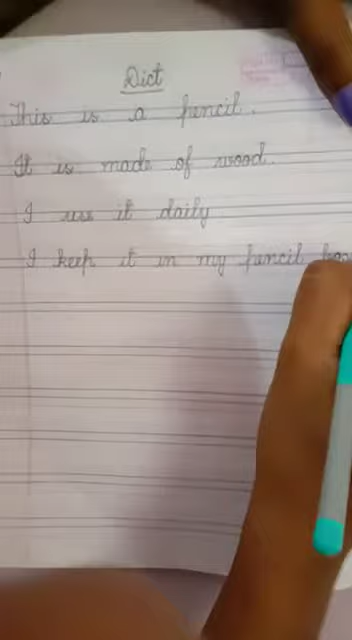 Dict
This is a pencil.
It is made of wood.
I use it daily
I keep it in my pencil